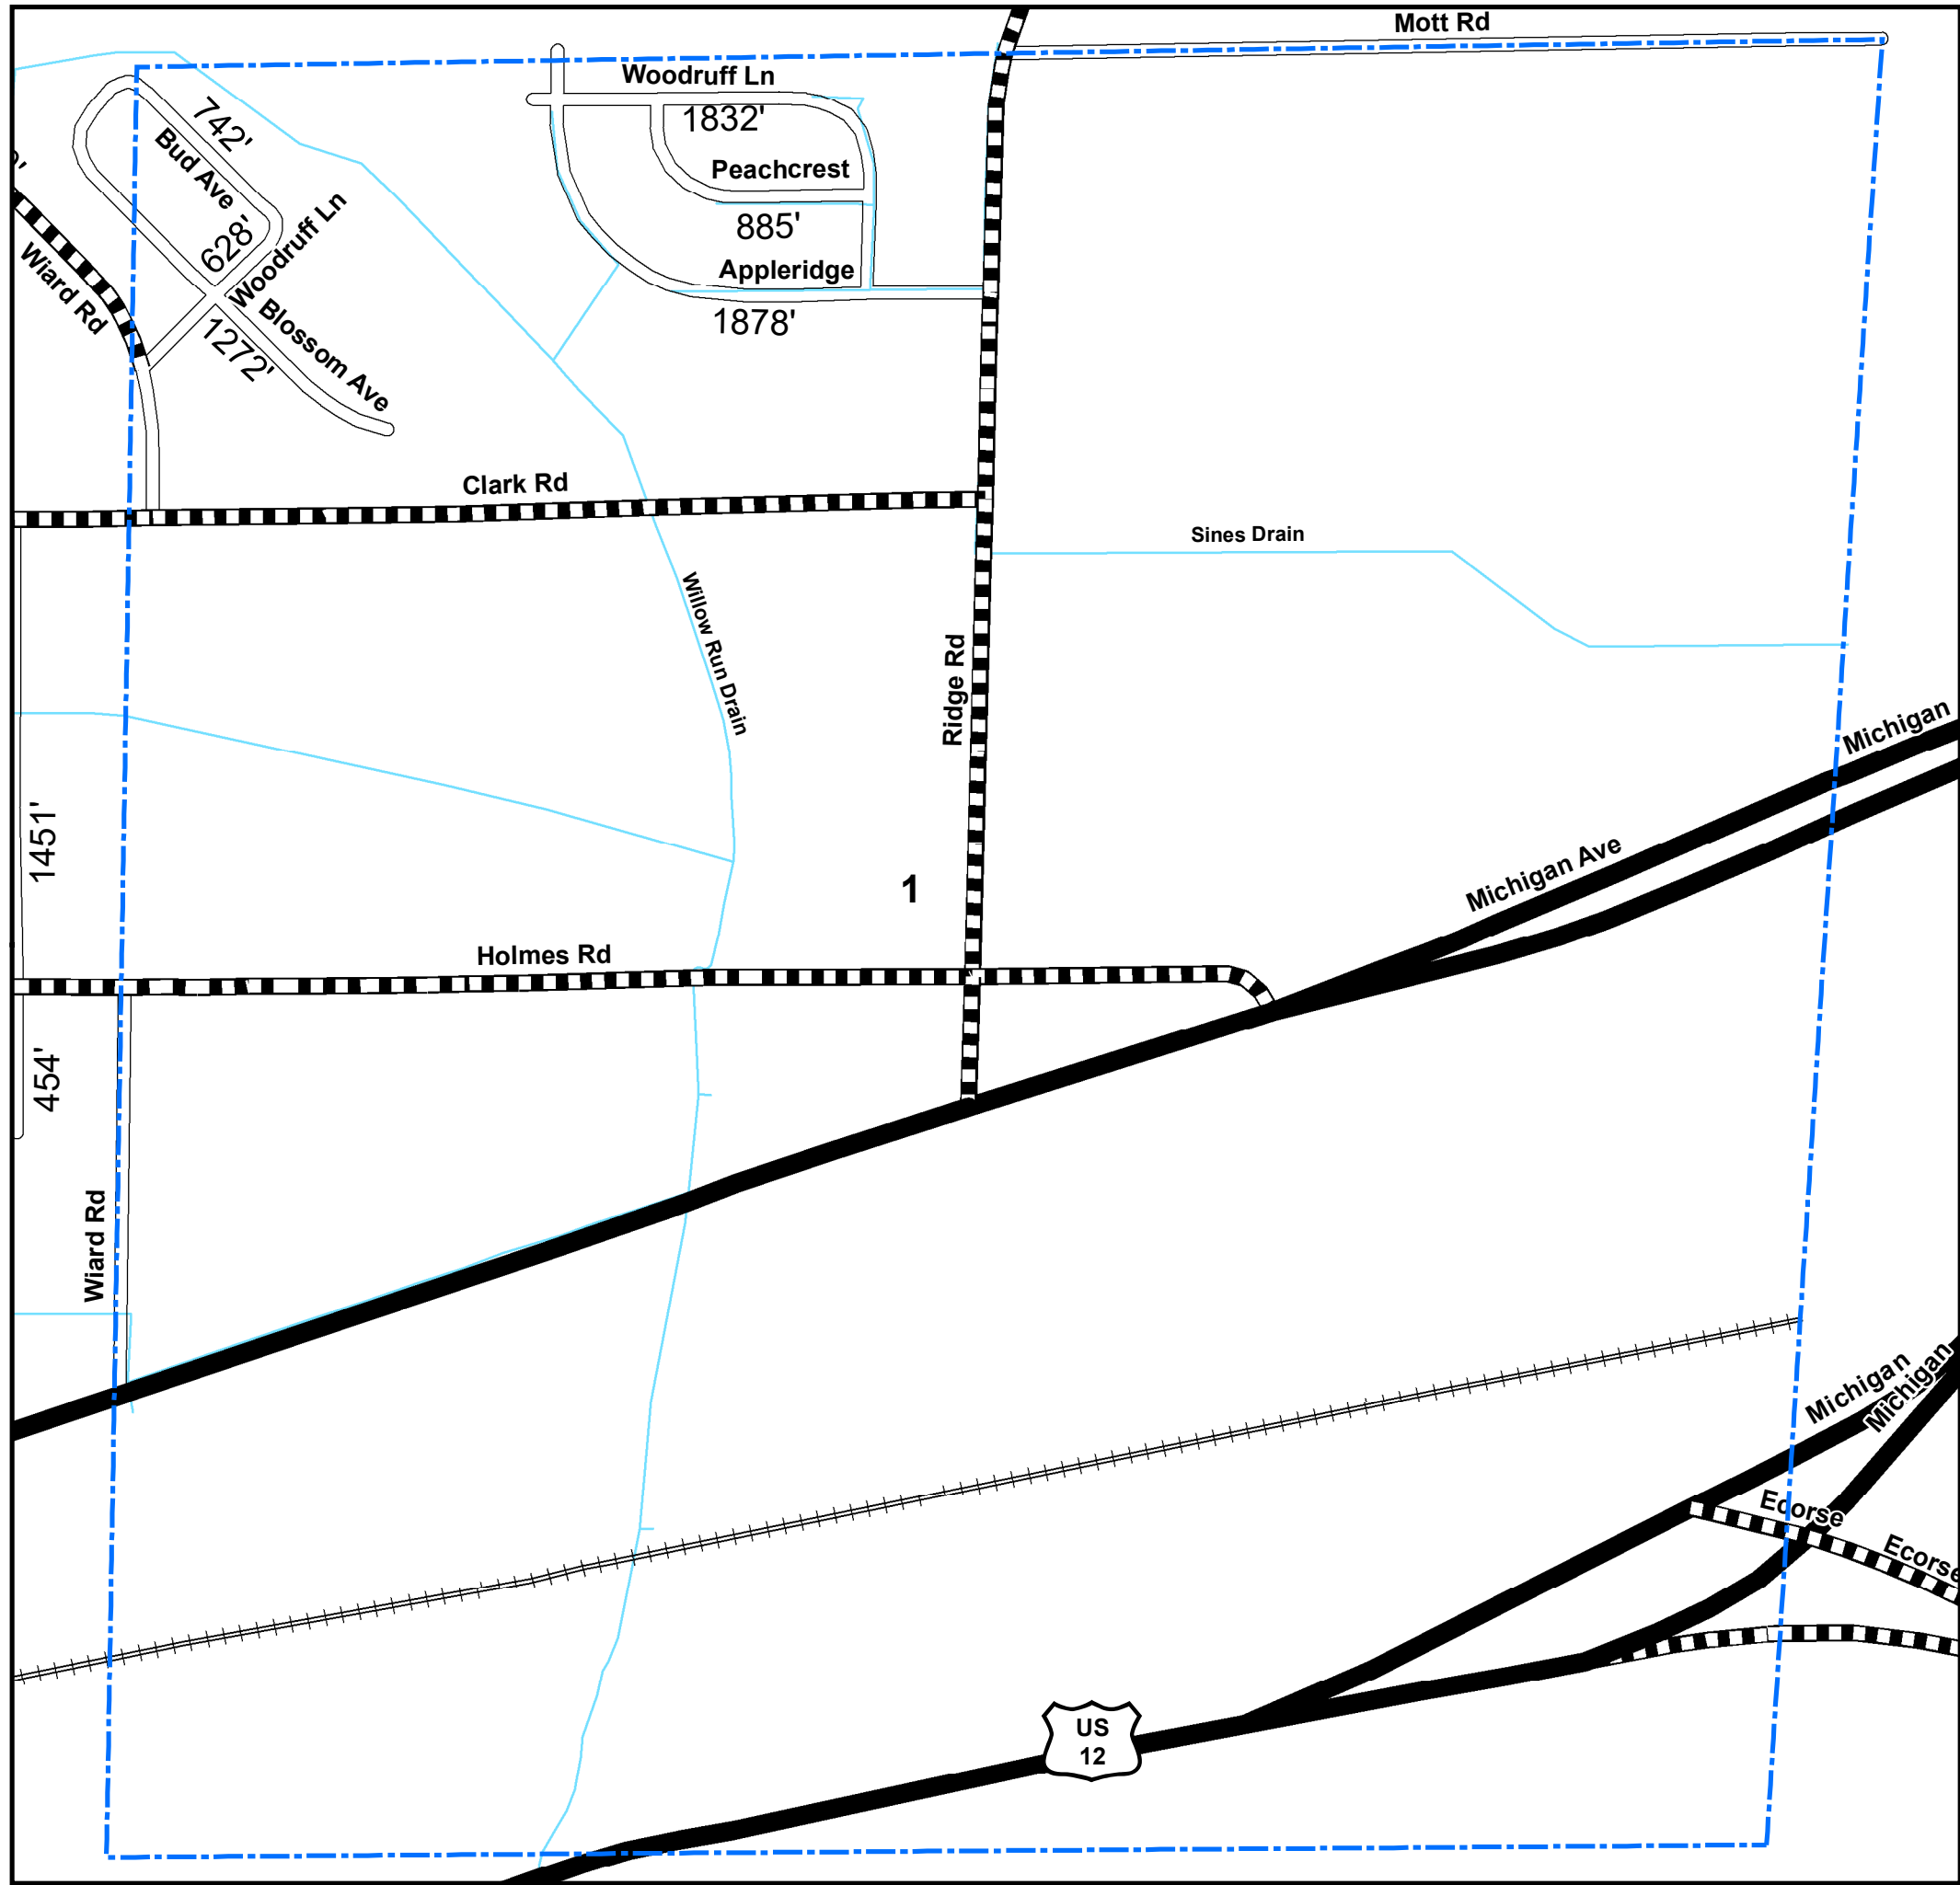 Mott Rd
Woodruff Ln
1832'
742'
Bud Ave
Peachcrest
628'
Woodruff Ln
885'
Wiard Rd
Appleridge
Blossom Ave
1878'
1272'
Clark Rd
Sines Drain
Willow Run Drain
Ridge Rd
Michigan
1451'
Michigan Ave
1
Holmes Rd
454'
Wiard Rd
Michigan
Michigan
Ecorse
Ecorse
US
12